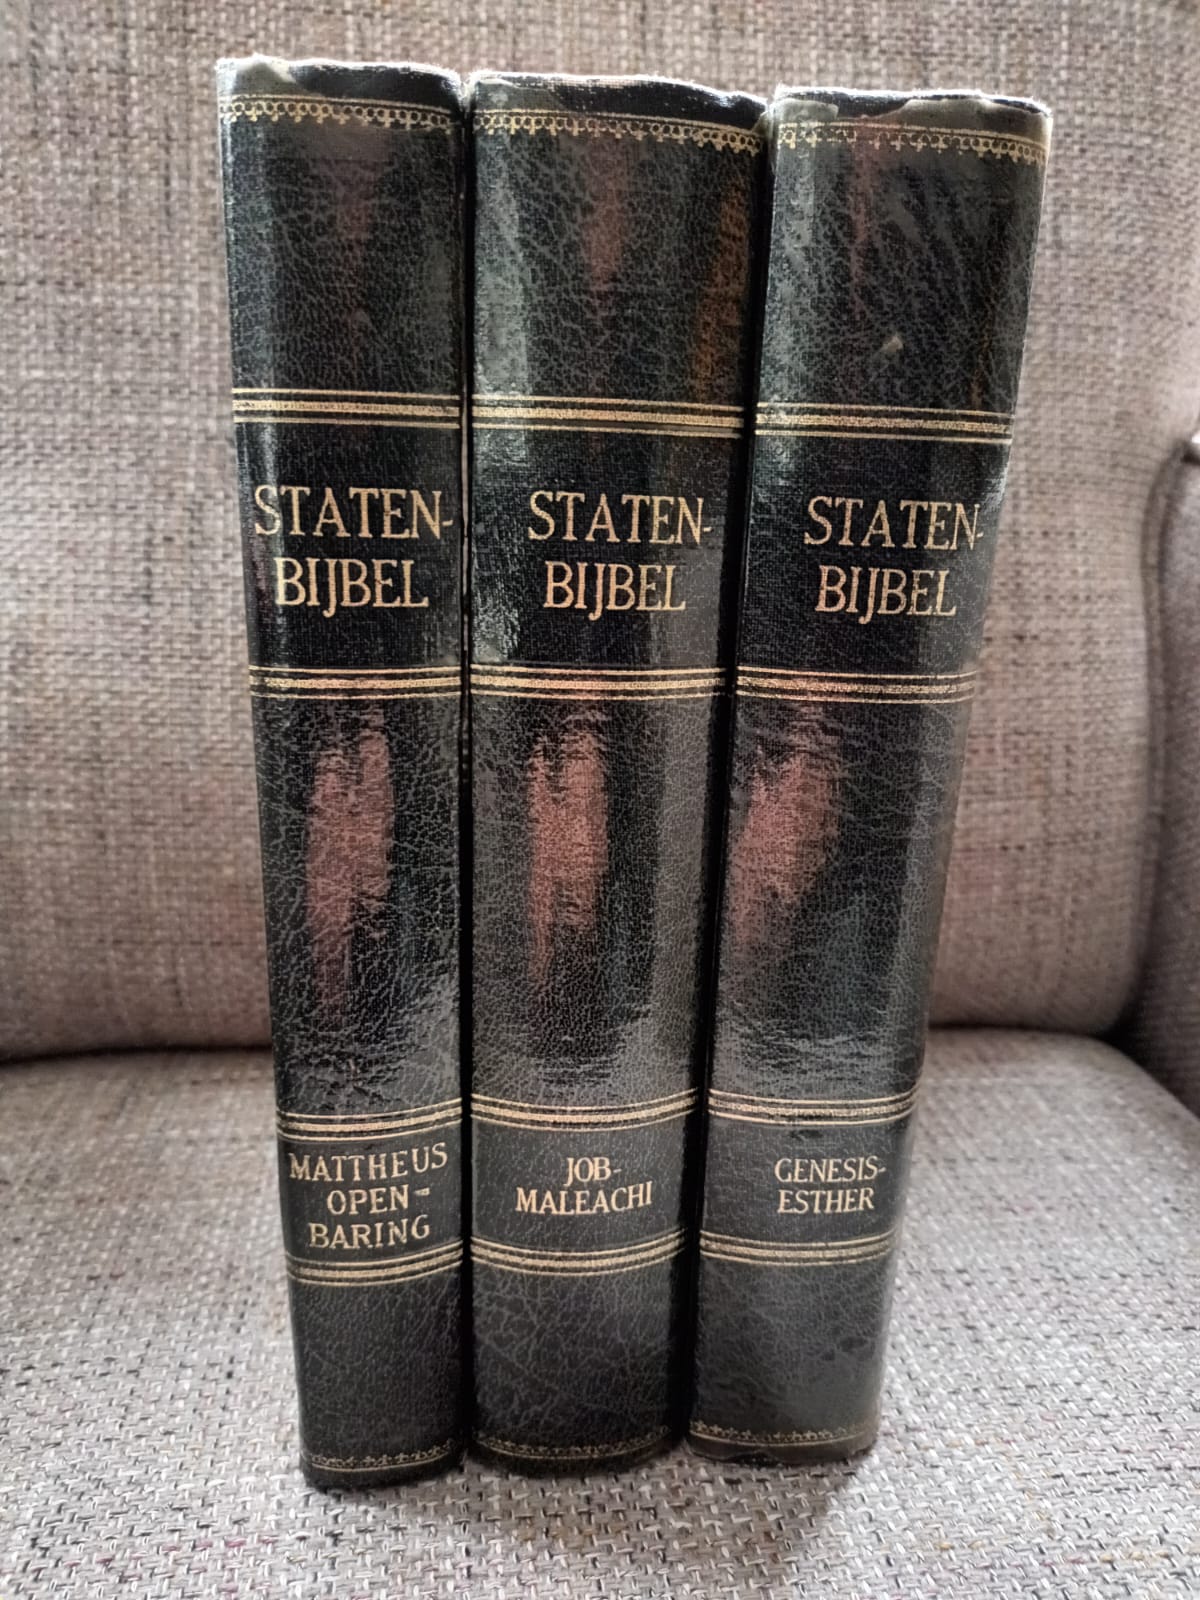 STATEN-
BIJBEL
MATTHEUS
OPEN-
BARING
STATEN-
BIJBEL
JOB-
MALEACHI
STATEN-
BIJBEL
GENESIS-
ESTHER